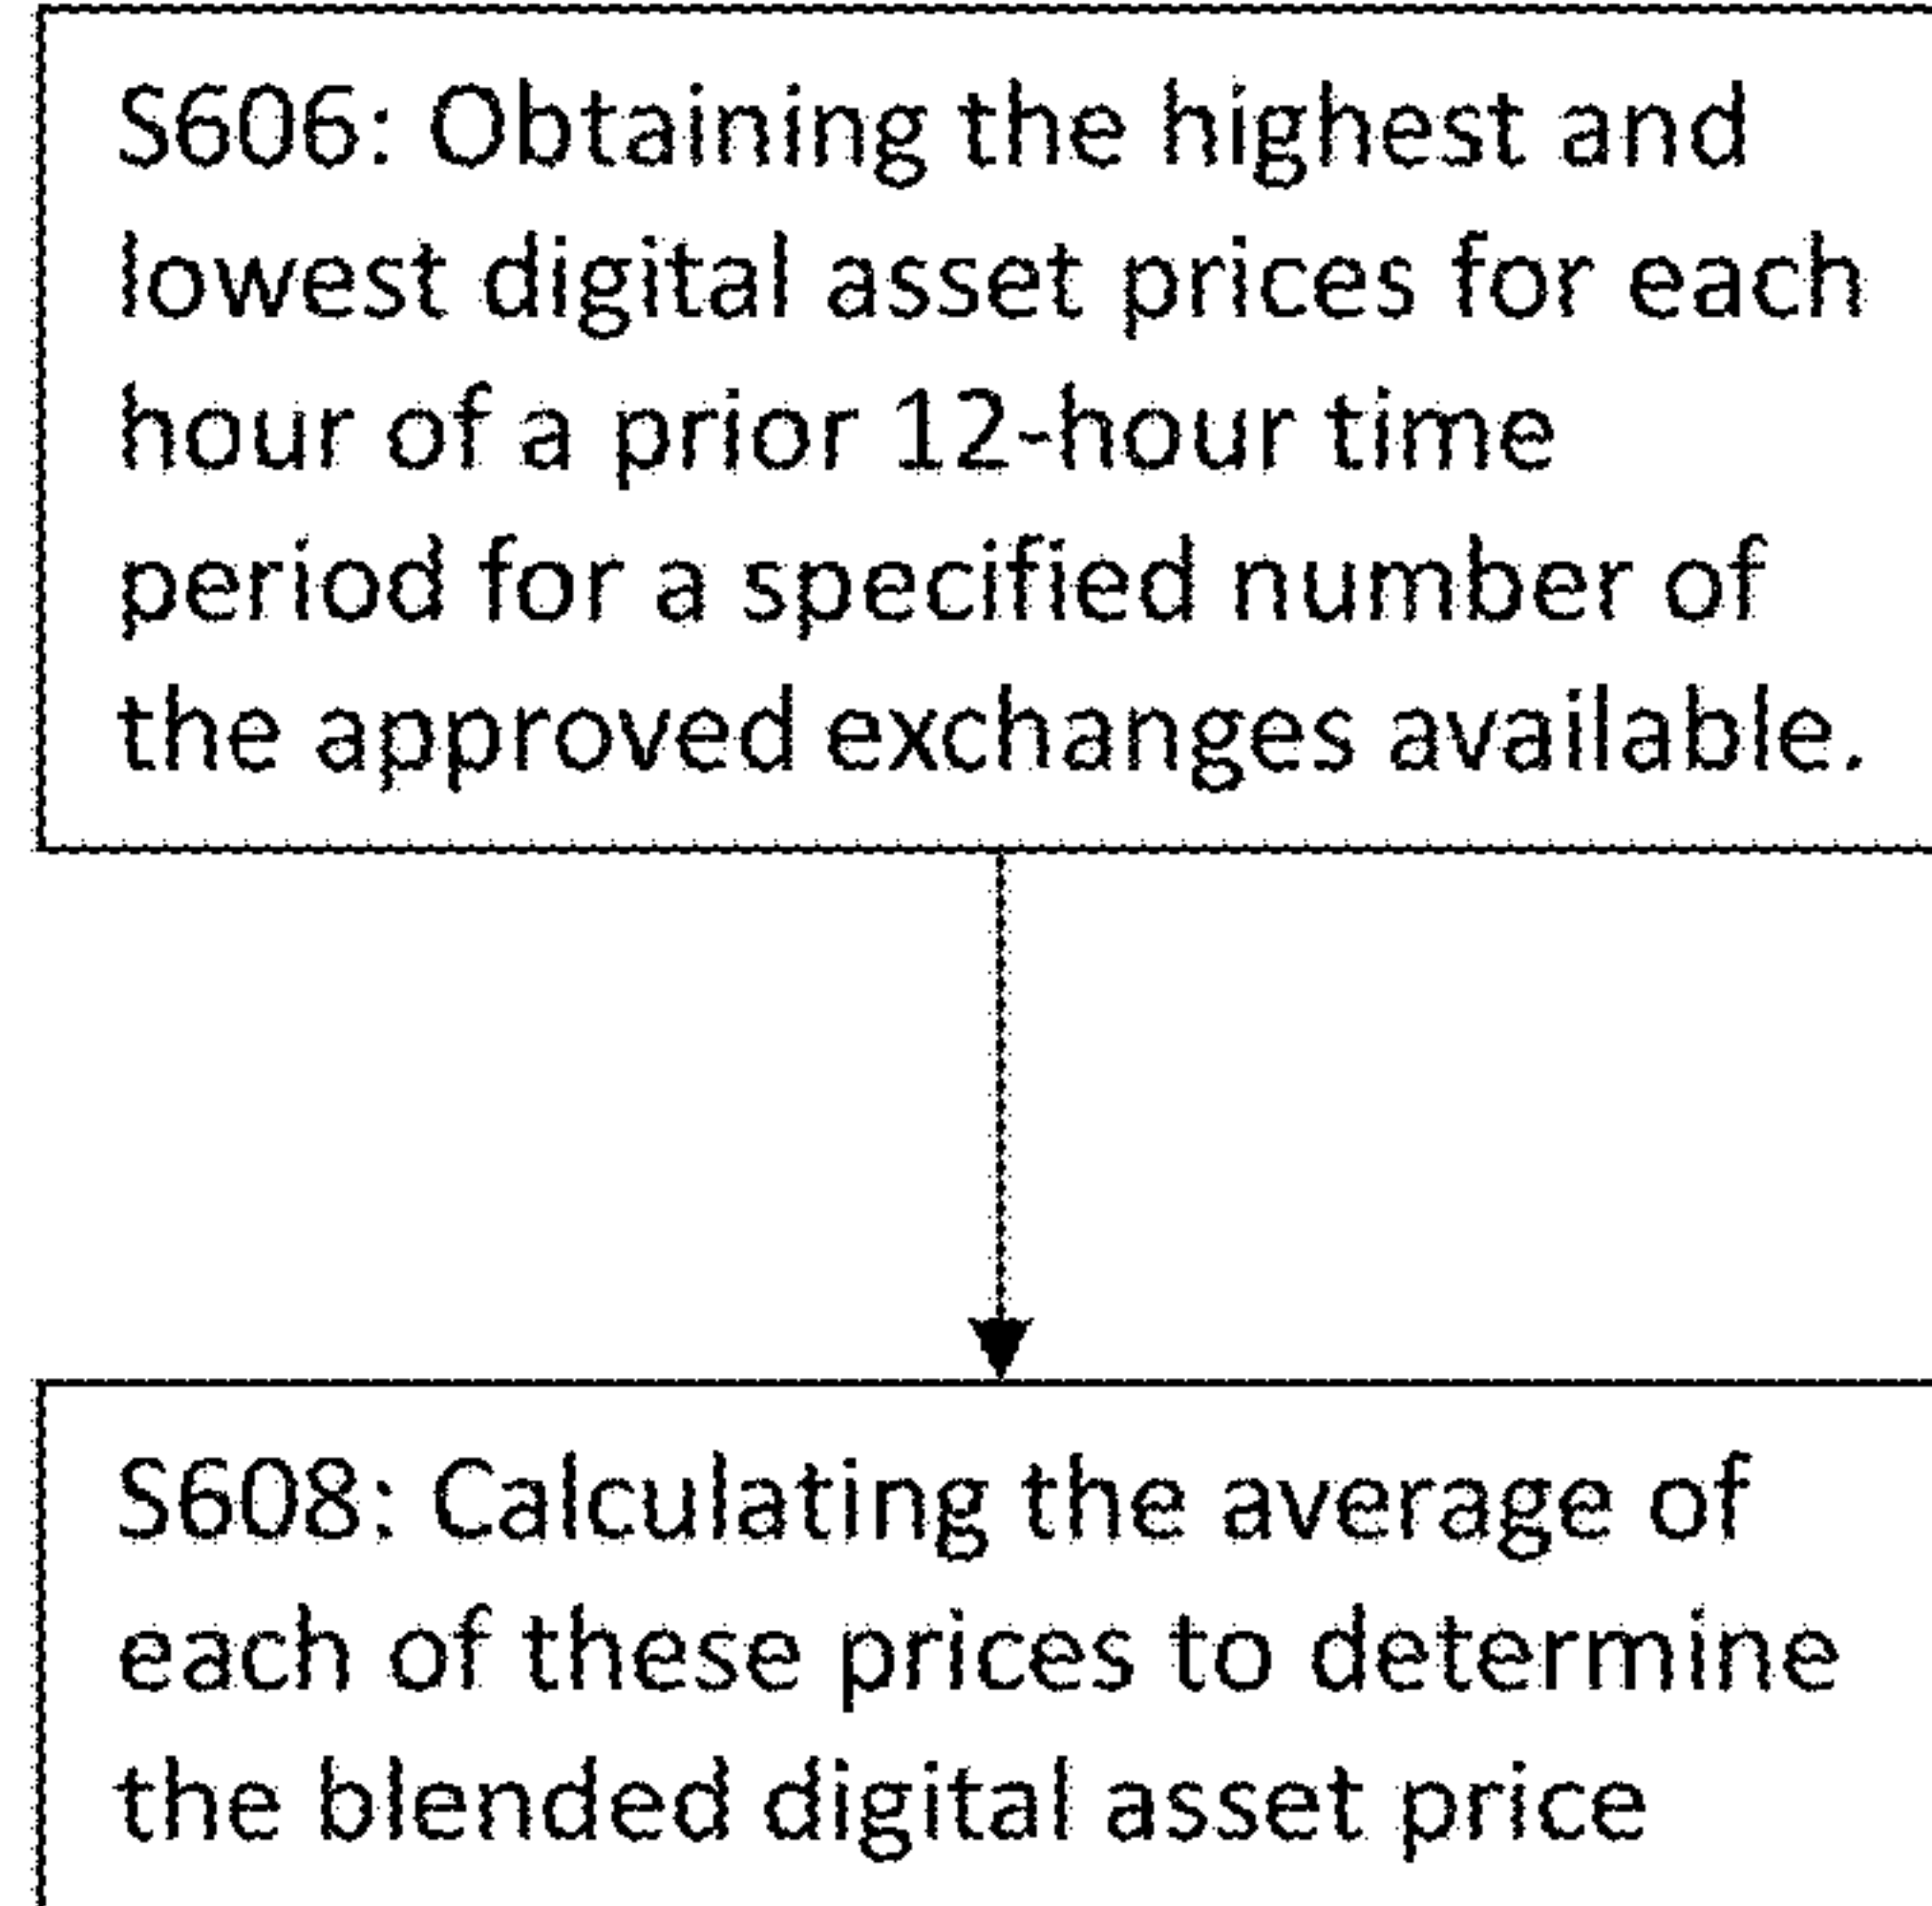 S606: Obtaining the highest and
lowest digital asset prices for each
hour of a prior 12-hour time
period for a specified number of
the approved exchanges available.
S608: Calculating the average of
each of these prices to determine
the blended digital asset price